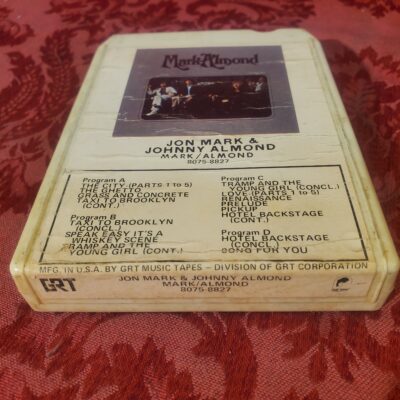 Mark-Almond
JON MARK &
JOHNNY ALMOND
MARK/ALMOND
8075-8827
Program A
THE CITY (PARTS 1 to 5)
THE GHETTO
GRASS AND CONCRETE
TAXI TO BROOKLYN
(CONT.)
Program B
TAXI TO BROOKLYN
(CONCL.)
SPEAK EASY IT'S A
WHISKEY SCENE
TRAMP AND THE
YOUNG GIRL (CONT.)
Program C
TRAMP AND THE
YOUNG GIRL (CONCL.)
LOVE (PARTS 1 to 5)
RENAISSANCE
PRELUDE
PICKUP
HOTEL BACKSTAGE
(CONT.)
Program D
HOTEL BACKSTAGE
(CONCL.)
SONG FOR YOU
MFG. IN U.S.A. BY GRT MUSIC TAPES – DIVISION OF GRT CORPORATION
GRT
JON MARK & JOHNNY ALMOND
MARK/ALMOND
8075-8827